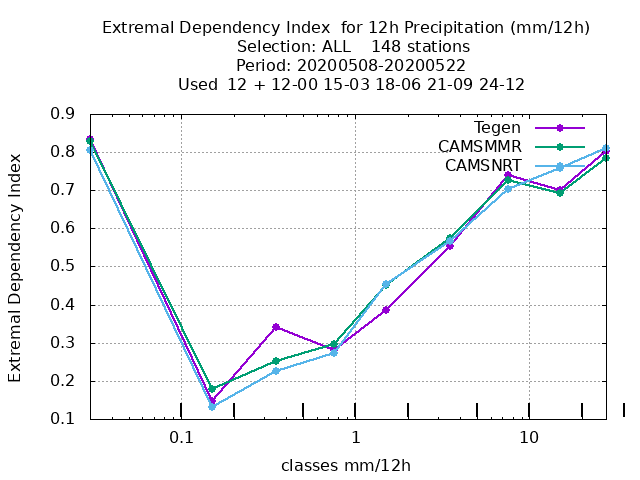 Extremal Dependency Index  for 12h Precipitation (mm/12h)
Selection: ALL    148 stations
Period: 20200508-20200522
Used  12 + 12-00 15-03 18-06 21-09 24-12
Extremal Dependency Index
0.9
0.8
0.7
0.6
0.5
0.4
0.3
0.2
0.1
Tegen
CAMSMMR
CAMSNRT
0.1 1 10
classes mm/12h